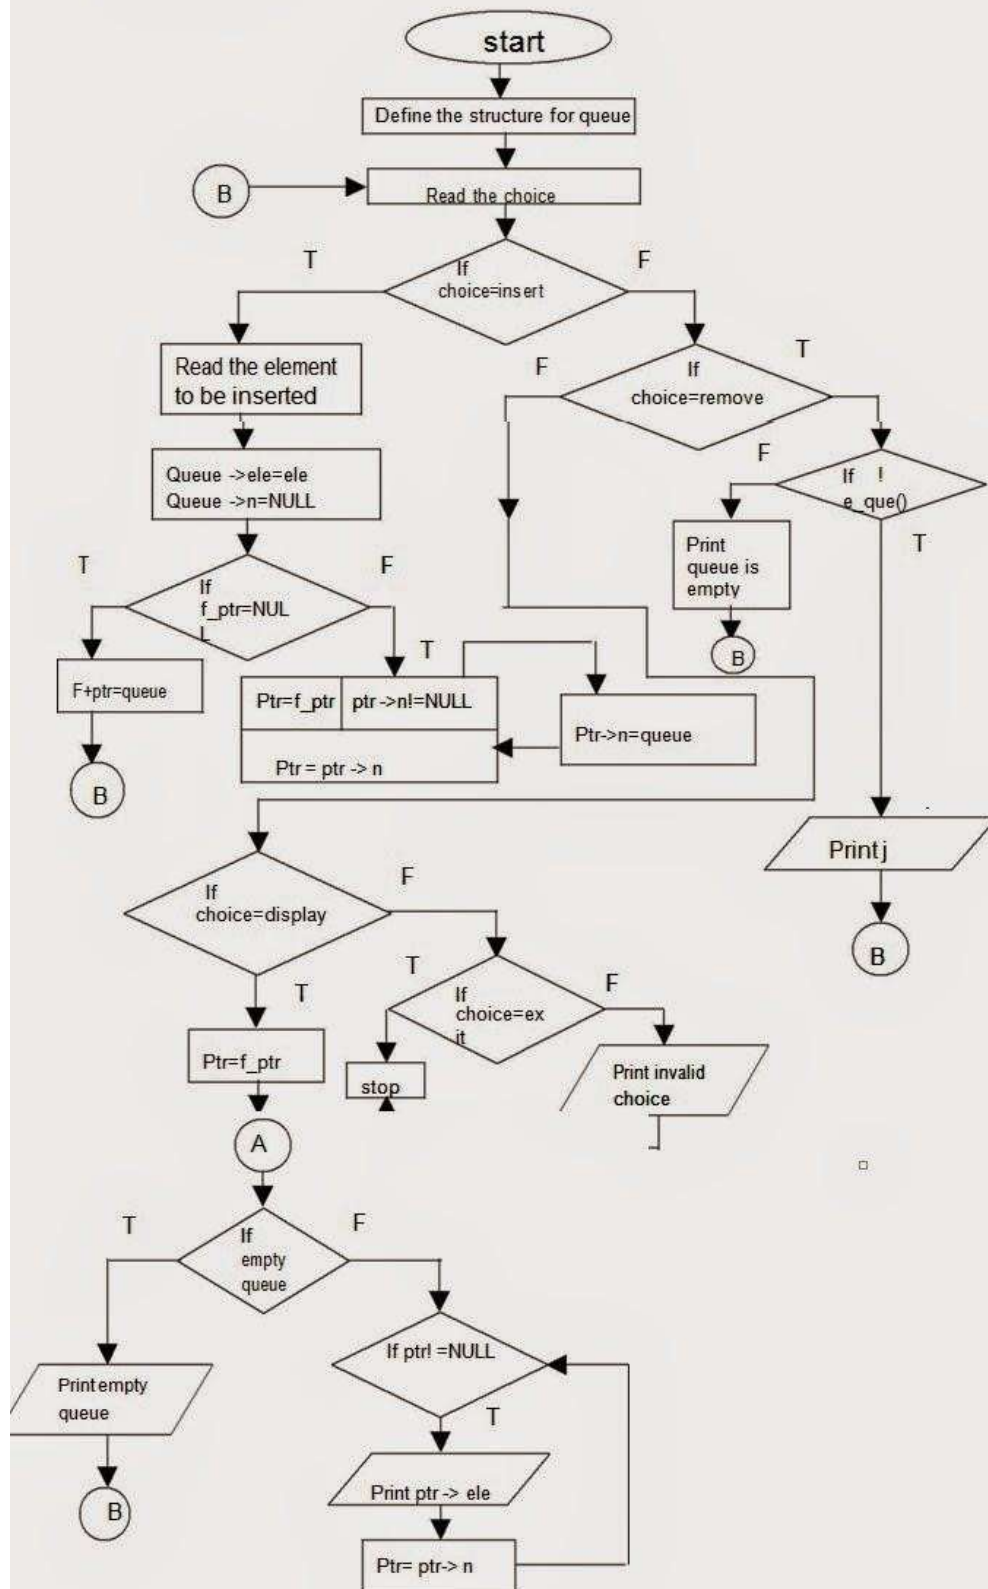 start
Define the structure for queue
B
Read the choice
T
F
If
choice=insert
Read the element
to be inserted
F
T
If
choice=remove
Queue ->ele=ele
Queue ->n=NULL
F
If !
e_que()
T
Print
queue is
empty
B
T
F
If
f_ptr=NUL
L
F+ptr=queue
B
T
Ptr=f_ptr
ptr ->n!=NULL
Ptr = ptr -> n
Ptr->n=queue
Print j
B
If
choice=display
F
T
Ptr=f_ptr
A
T
F
If
choice=ex
it
stop
Print invalid
choice
T
F
If
empty
queue
Print empty
queue
B
If ptr! =NULL
T
Print ptr -> ele
Ptr= ptr-> n